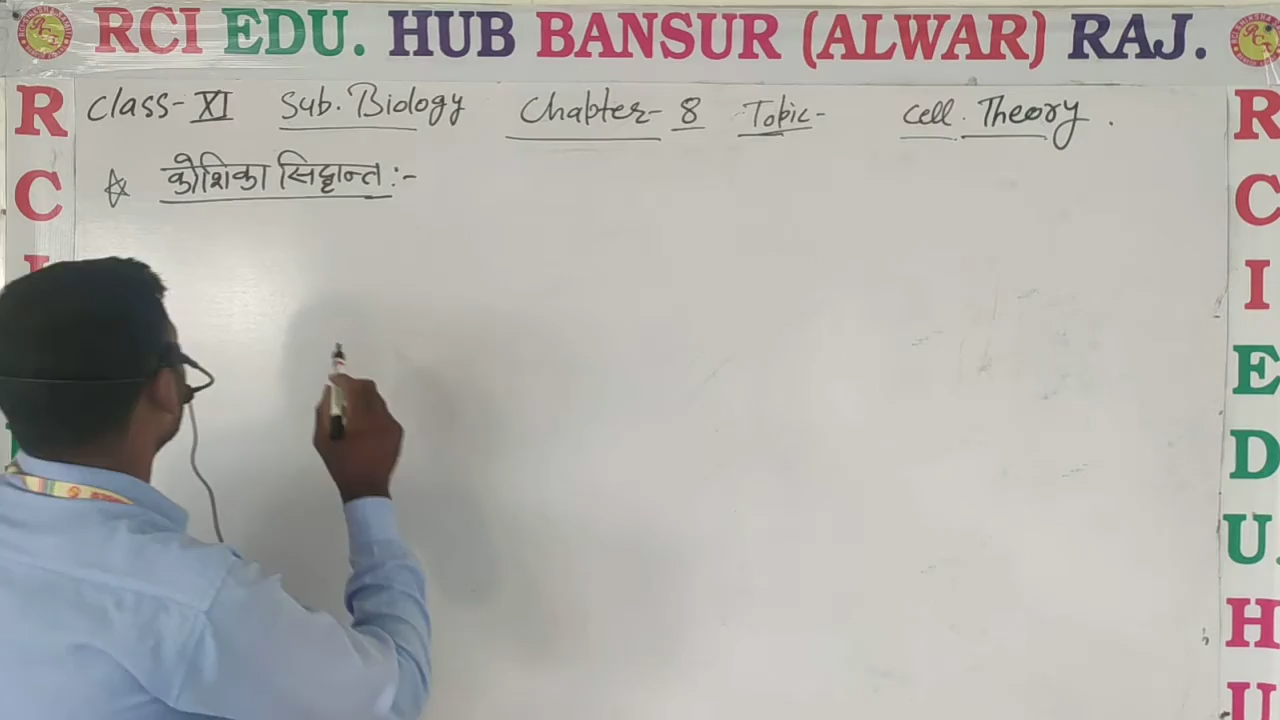 RCI EDU. HUB BANSUR (ALWAR) RAJ.
Class- XI Sub. Biology Chapter- 8 Topic- Cell Theory.
☆ कोशिका सिद्धान्त :-
R
C
I
R
C
I
E
D
U.
H
U